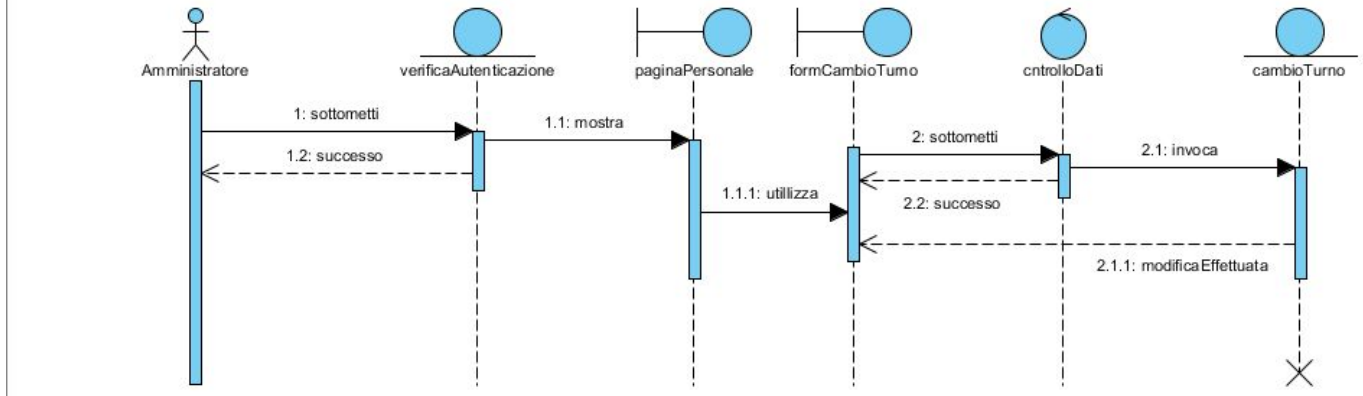 Amministratore
verificaAutenticazione
paginaPersonale
formCambioTurno
cntrolloDati
cambioTurno
1: sottometti
1.1: mostra
2: sottometti
2.1: invoca
1.2: successo
1.1.1: utilizza
2.2: successo
2.1.1: modificaEffettuata